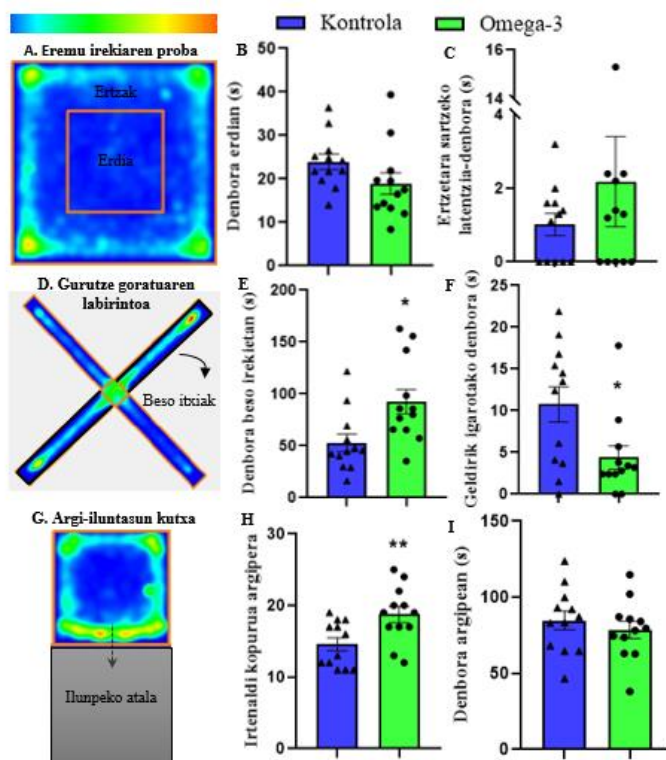 Kontrola
Omega-3
A. Eremu irekiaren proba
Ertzak
Erdia
B
Denbora erdian (s)
50
40
30
20
10
0
C
Ertzetara sartzeko
latentzia-denbora (s)
16
14
4
2
0
D. Gurutze goratuaren
labirintoa
Beso itxiak
E
Denbora beso irekietan (s)
200
150
100
50
0
*
F
Geldirik igarotako denbora (s)
25
20
15
10
5
0
*
G. Argi-iluntasun kutxa
Ilunpeko atala
H
Irtenaldi kopurua argipera
30
20
10
0
**
I
Denbora argipean (s)
150
100
50
0